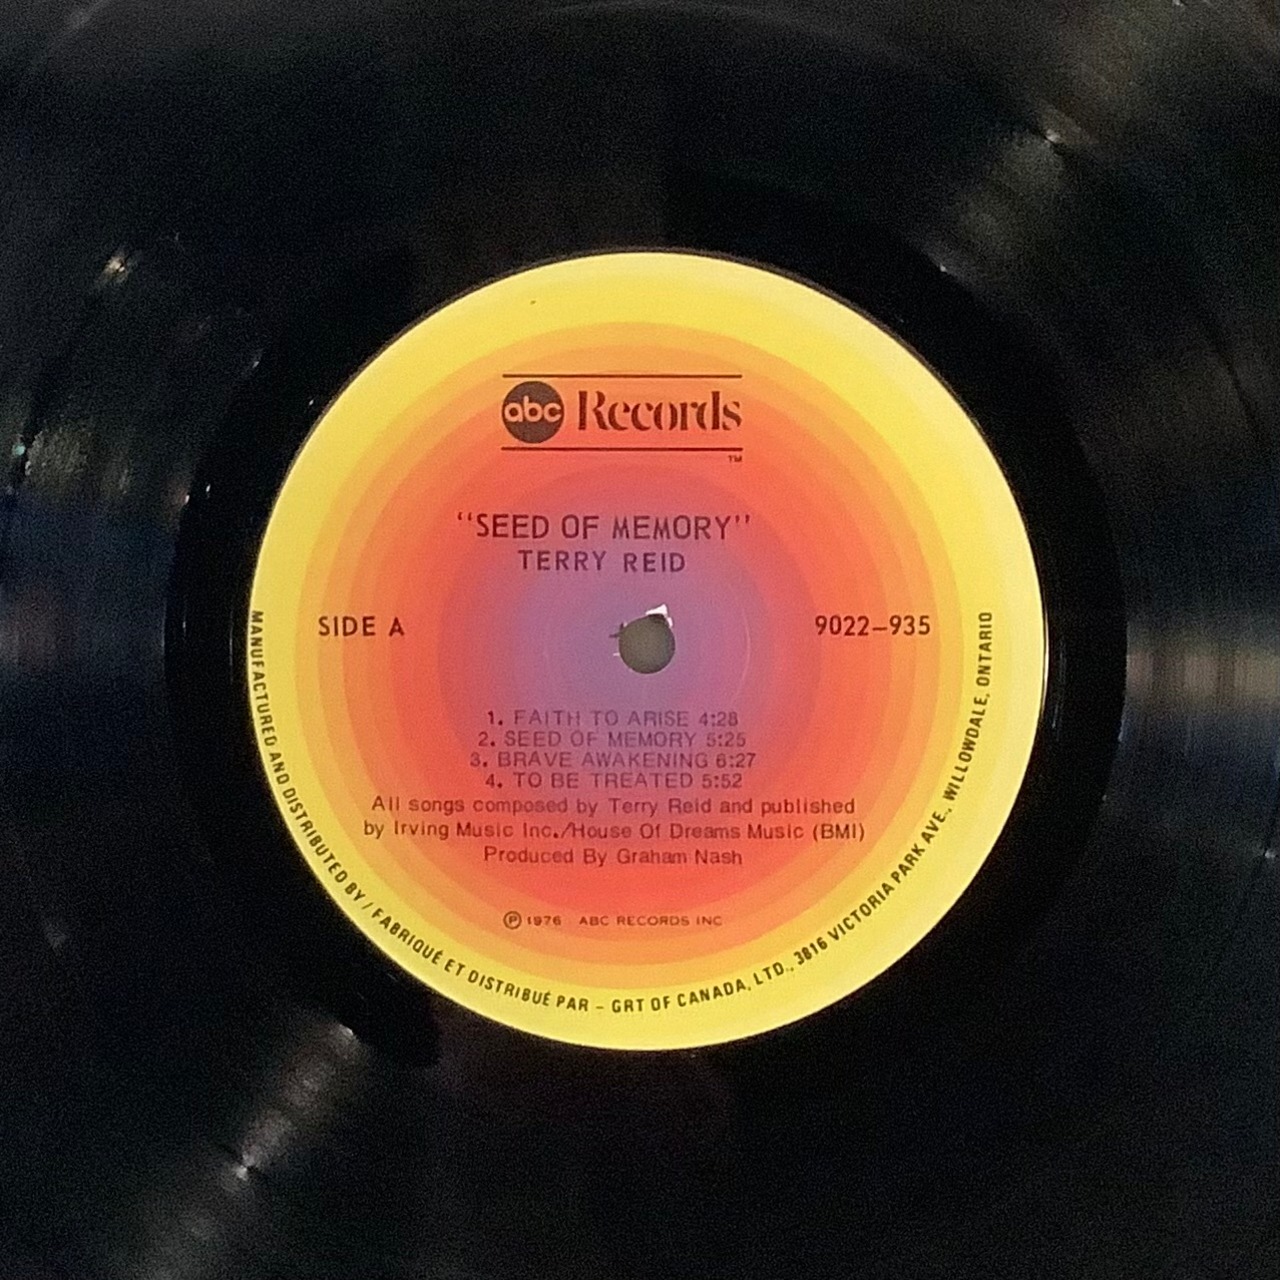 abc Records
TM
"SEED OF MEMORY"
TERRY REID
SIDE A
9022-935
1. FAITH TO ARISE 4:28
2. SEED OF MEMORY 5:25
3. BRAVE AWAKENING 6:27
4. TO BE TREATED 5:52
All songs composed by Terry Reid and published
by Irving Music Inc./House Of Dreams Music (BMI)
Produced By Graham Nash
℗ 1976 ABC RECORDS INC
MANUFACTURED AND DISTRIBUTED BY / FABRIQUÉ ET DISTRIBUÉ PAR - GRT OF CANADA, LTD., 3816 VICTORIA PARK AVE., WILLOWDALE, ONTARIO